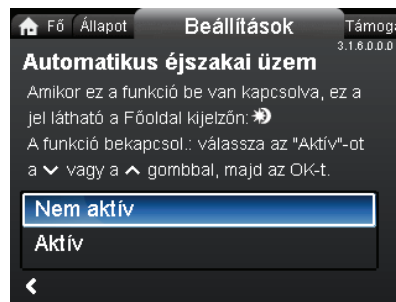 Fő Állapot Beállítások Támoga
3.1.6.0.0.0
Automatikus éjszakai üzem
Amikor ez a funkció be van kapcsolva, ez a
jel látható a Főoldal kijelzőn:
A funkció bekapcsol.: válassza az "Aktív"-ot
a vagy a gombbal, majd az OK-t.
Nem aktív
Aktív